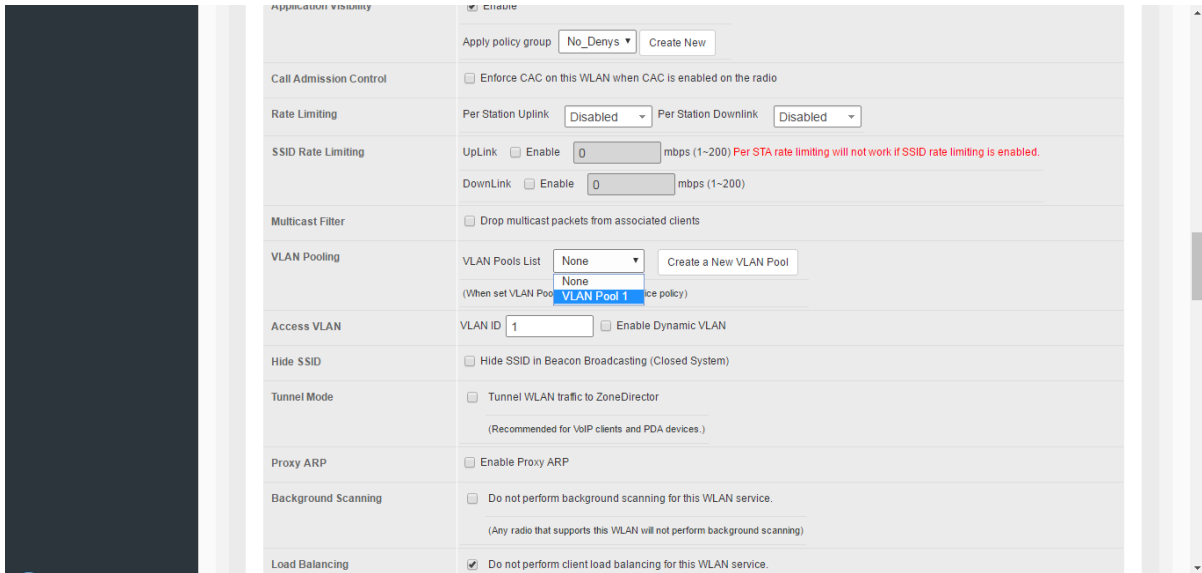 Application Visibility Enable
Apply policy group No_Denys Create New
Call Admission Control Enforce CAC on this WLAN when CAC is enabled on the radio
Rate Limiting Per Station Uplink Disabled Per Station Downlink Disabled
SSID Rate Limiting UpLink Enable 0 mbps (1~200) Per STA rate limiting will not work if SSID rate limiting is enabled.
DownLink Enable 0 mbps (1~200)
Multicast Filter Drop multicast packets from associated clients
VLAN Pooling VLAN Pools List None Create a New VLAN Pool
None
(When set VLAN Poo VLAN Pool 1 ice policy)
Access VLAN VLAN ID 1 Enable Dynamic VLAN
Hide SSID Hide SSID in Beacon Broadcasting (Closed System)
Tunnel Mode Tunnel WLAN traffic to ZoneDirector
(Recommended for VoIP clients and PDA devices.)
Proxy ARP Enable Proxy ARP
Background Scanning Do not perform background scanning for this WLAN service.
(Any radio that supports this WLAN will not perform background scanning)
Load Balancing Do not perform client load balancing for this WLAN service.